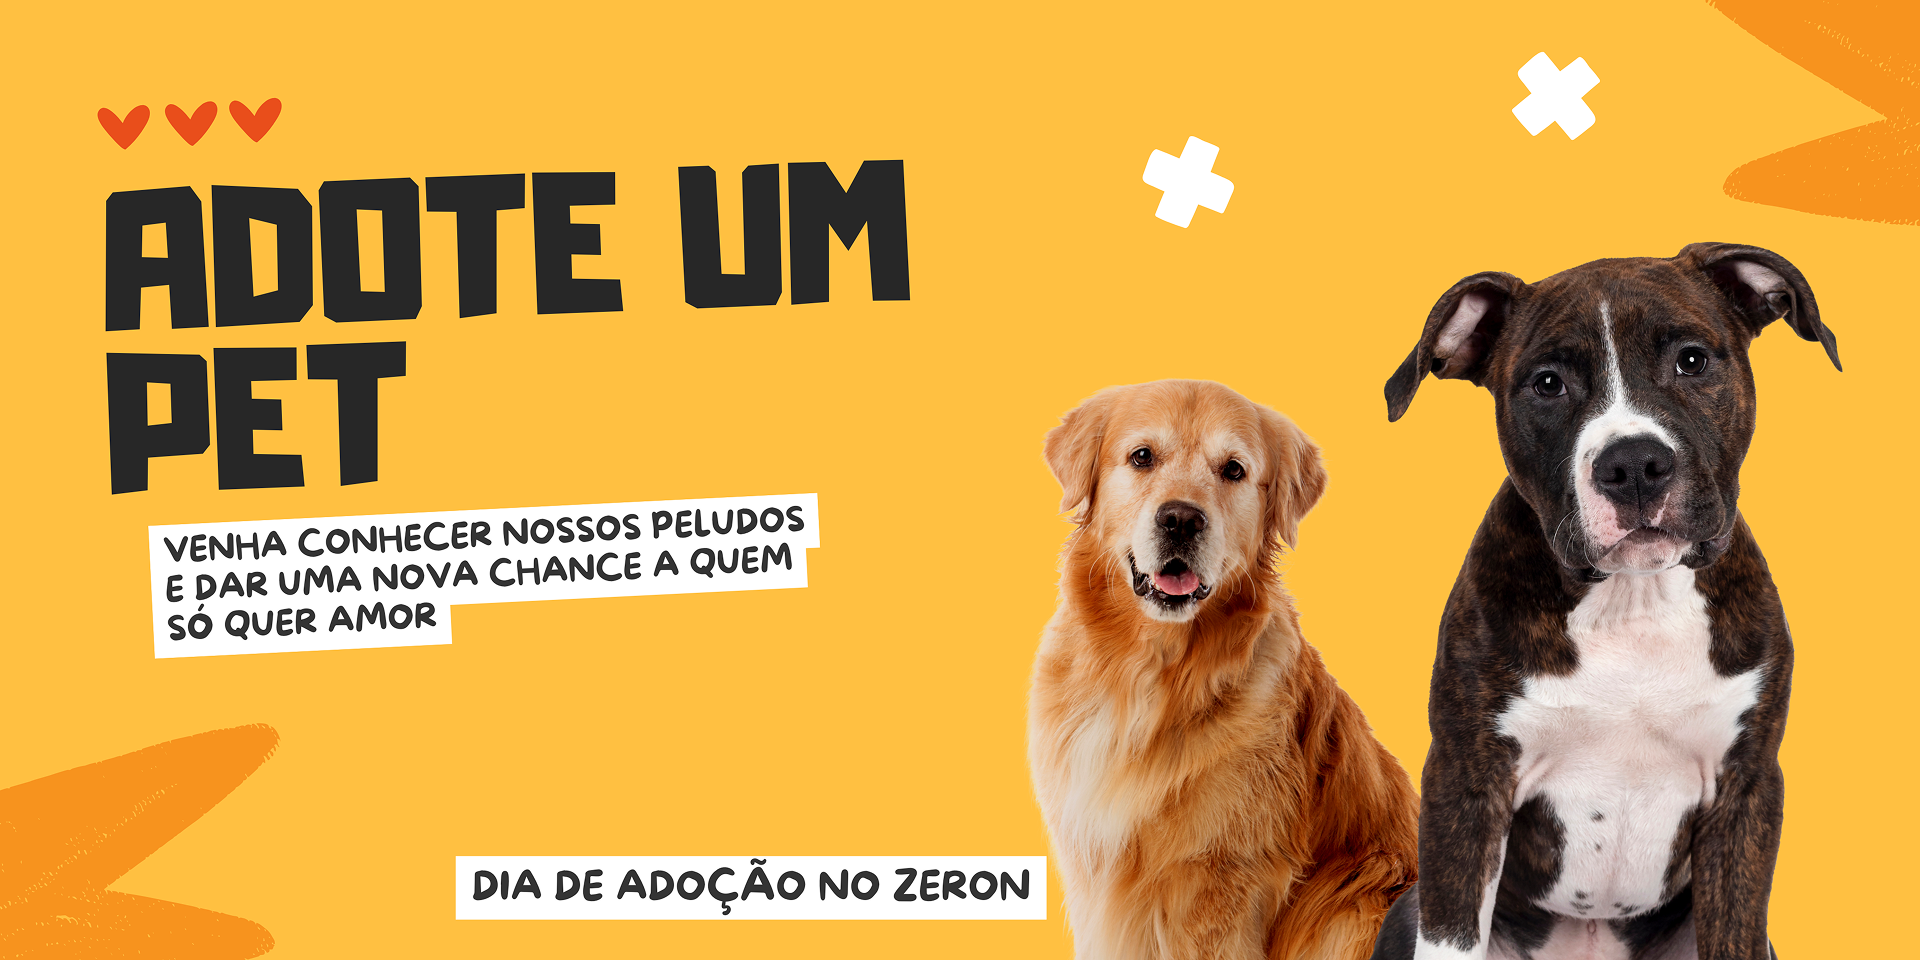 ADOTE UM
PET
VENHA CONHECER NOSSOS PELUDOS
E DAR UMA NOVA CHANCE A QUEM
SÓ QUER AMOR
DIA DE ADOÇÃO NO ZERON